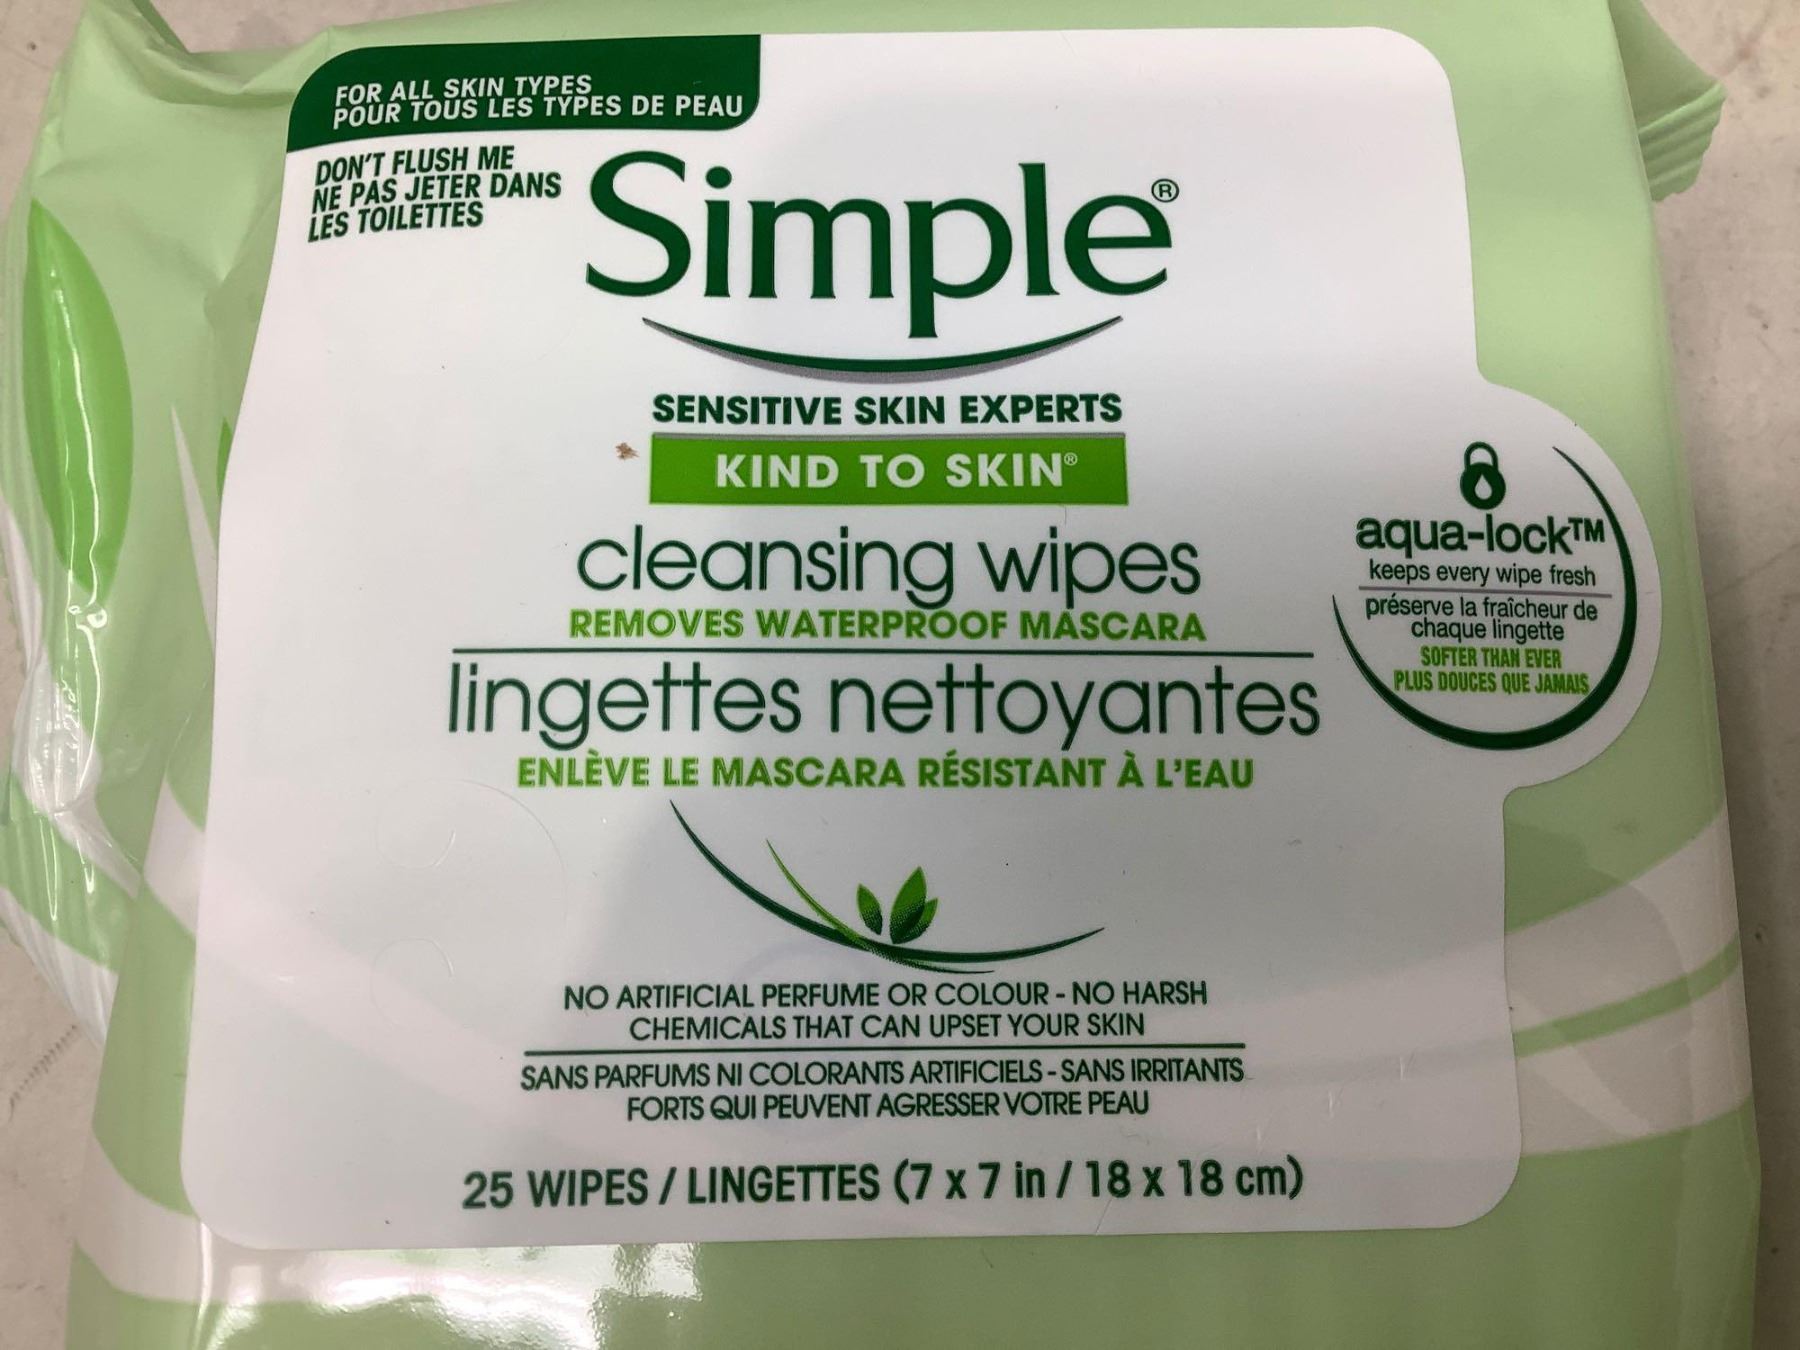 FOR ALL SKIN TYPES
POUR TOUS LES TYPES DE PEAU
DON'T FLUSH ME
NE PAS JETER DANS
LES TOILETTES
Simple®
SENSITIVE SKIN EXPERTS
KIND TO SKIN®
cleansing wipes
REMOVES WATERPROOF MASCARA
lingettes nettoyantes
ENLÈVE LE MASCARA RÉSISTANT À L'EAU
aqua-lock™
keeps every wipe fresh
préserve la fraîcheur de
chaque lingette
SOFTER THAN EVER
PLUS DOUCES QUE JAMAIS
NO ARTIFICIAL PERFUME OR COLOUR - NO HARSH
CHEMICALS THAT CAN UPSET YOUR SKIN
SANS PARFUMS NI COLORANTS ARTIFICIELS - SANS IRRITANTS
FORTS QUI PEUVENT AGRESSER VOTRE PEAU
25 WIPES / LINGETTES (7 x 7 in / 18 x 18 cm)